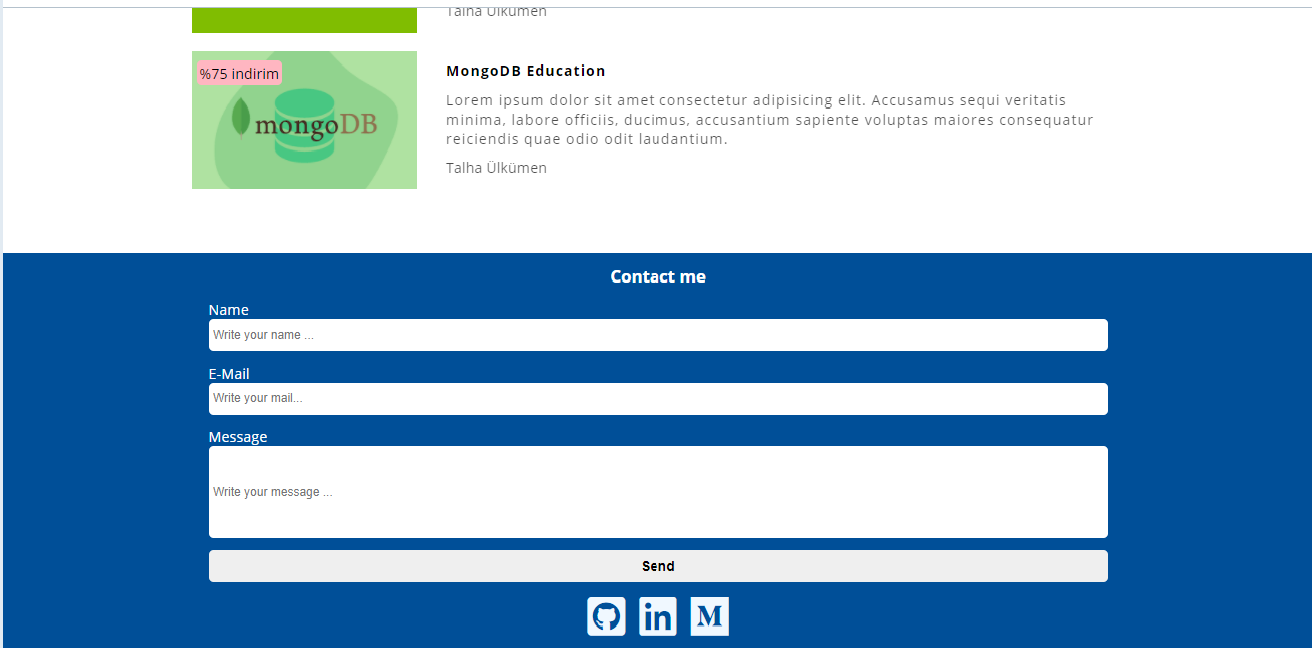 Talha Ülkümen
%75 indirim
mongoDB
MongoDB Education
Lorem ipsum dolor sit amet consectetur adipisicing elit. Accusamus sequi veritatis
minima, labore officiis, ducimus, accusantium sapiente voluptas maiores consequatur
reiciendis quae odio odit laudantium.
Talha Ülkümen
Contact me
Name
Write your name ...
E-Mail
Write your mail...
Message
Write your message ...
Send
in
M